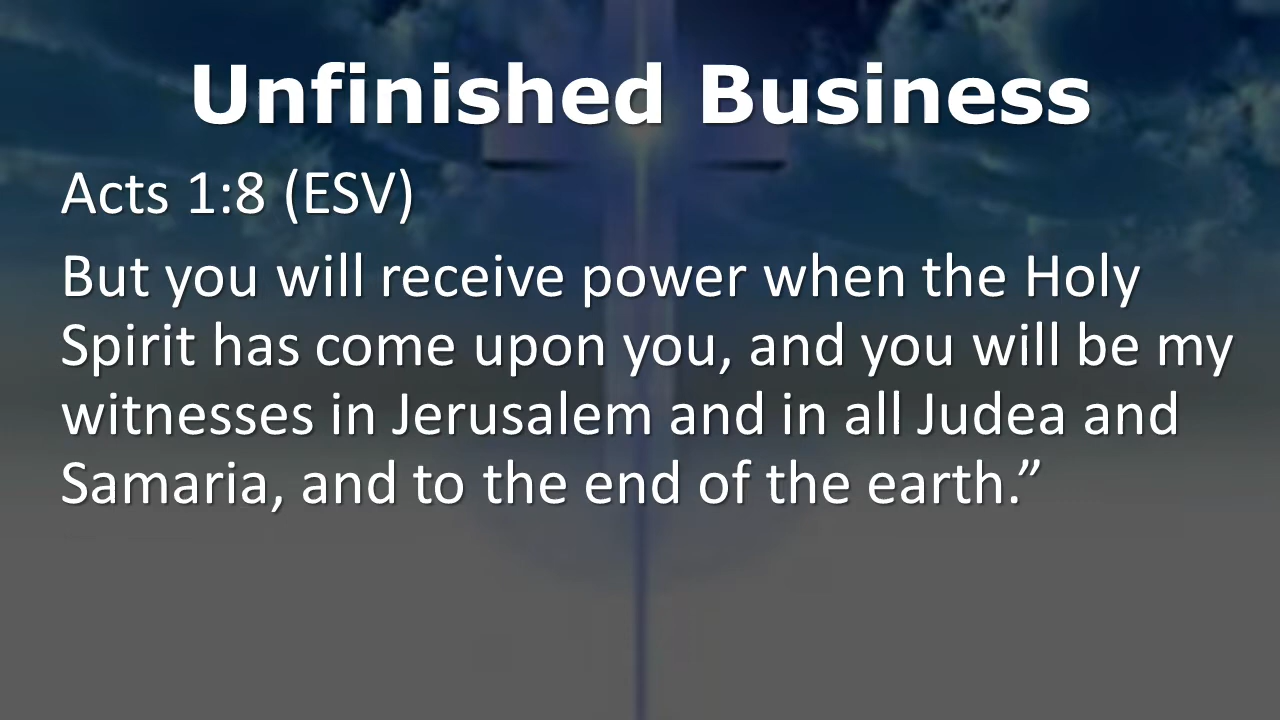 Unfinished Business
Acts 1:8 (ESV)
But you will receive power when the Holy
Spirit has come upon you, and you will be my
witnesses in Jerusalem and in all Judea and
Samaria, and to the end of the earth.”